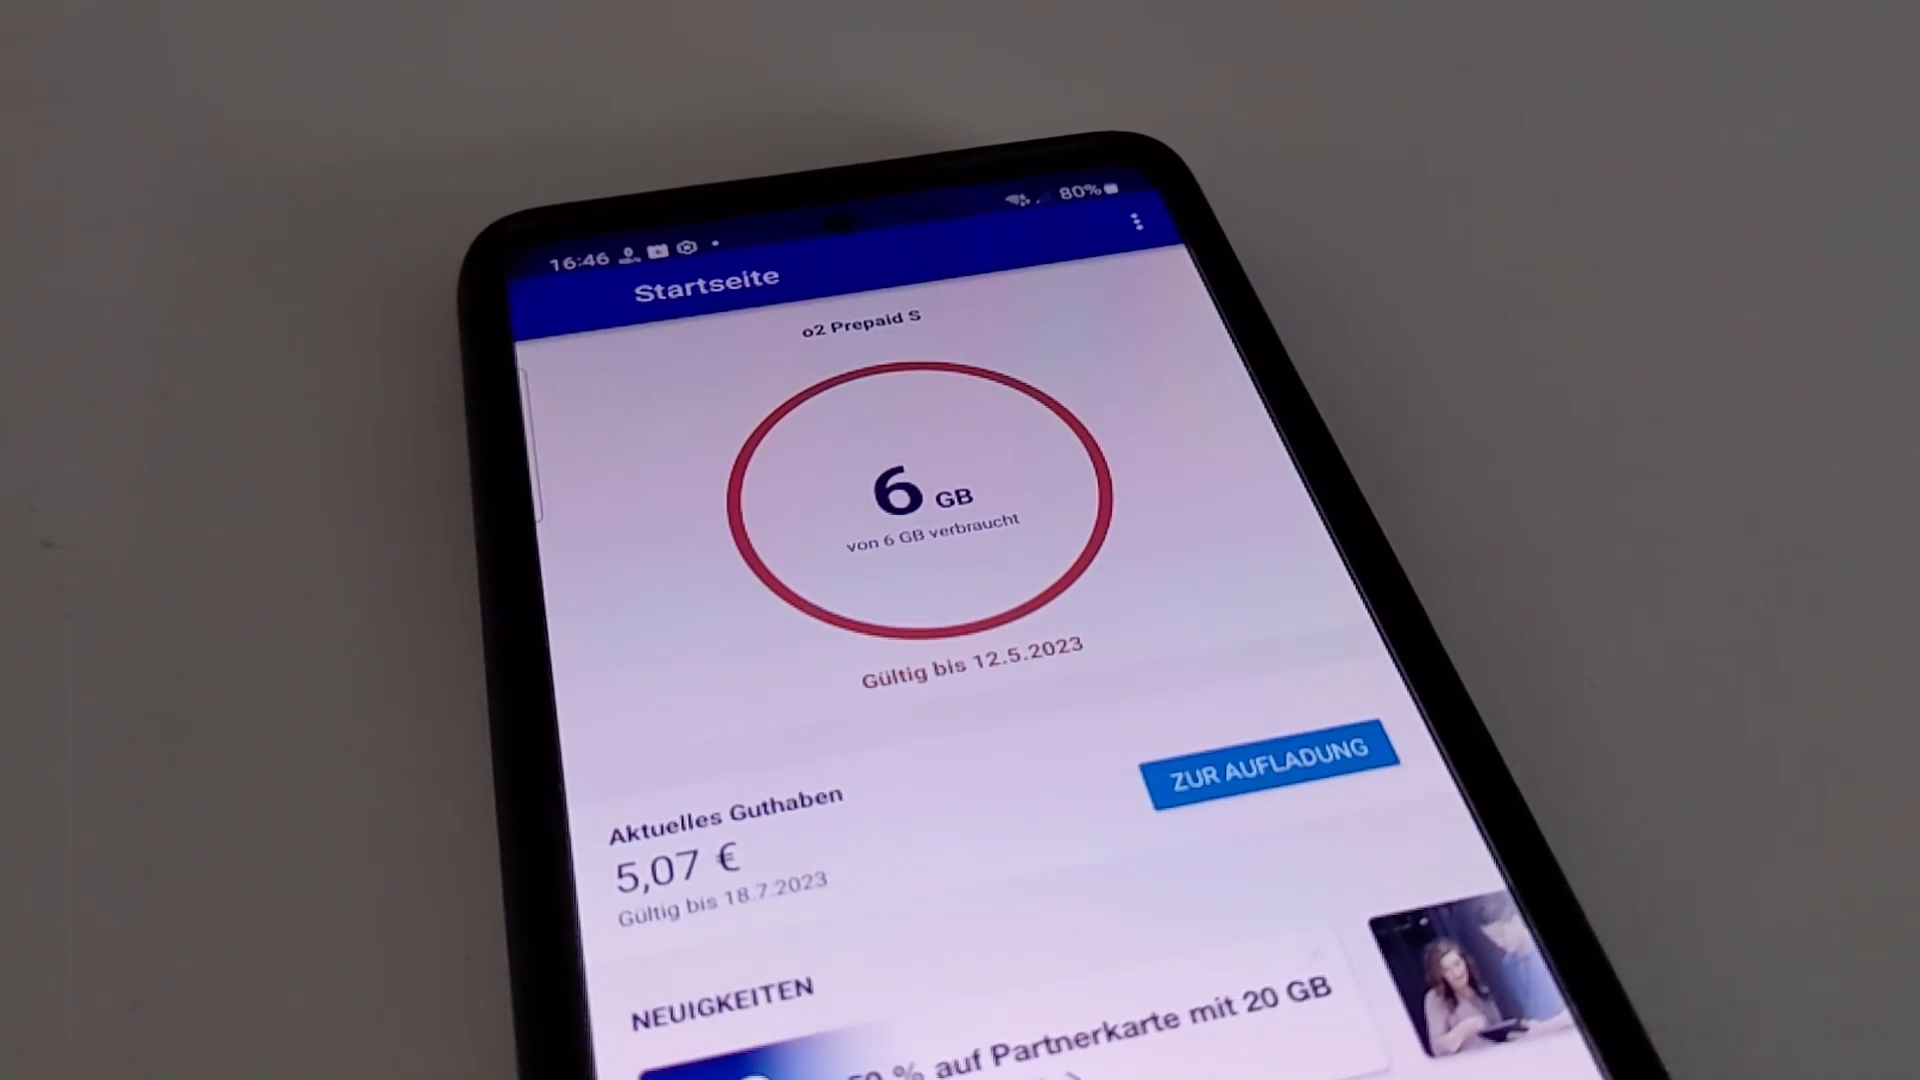 16:46
80%
Startseite
o2 Prepaid S
6 GB
von 6 GB verbraucht
Gültig bis 12.5.2023
ZUR AUFLADUNG
Aktuelles Guthaben
5,07 €
Gültig bis 18.7.2023
NEUIGKEITEN
% auf Partnerkarte mit 20 GB